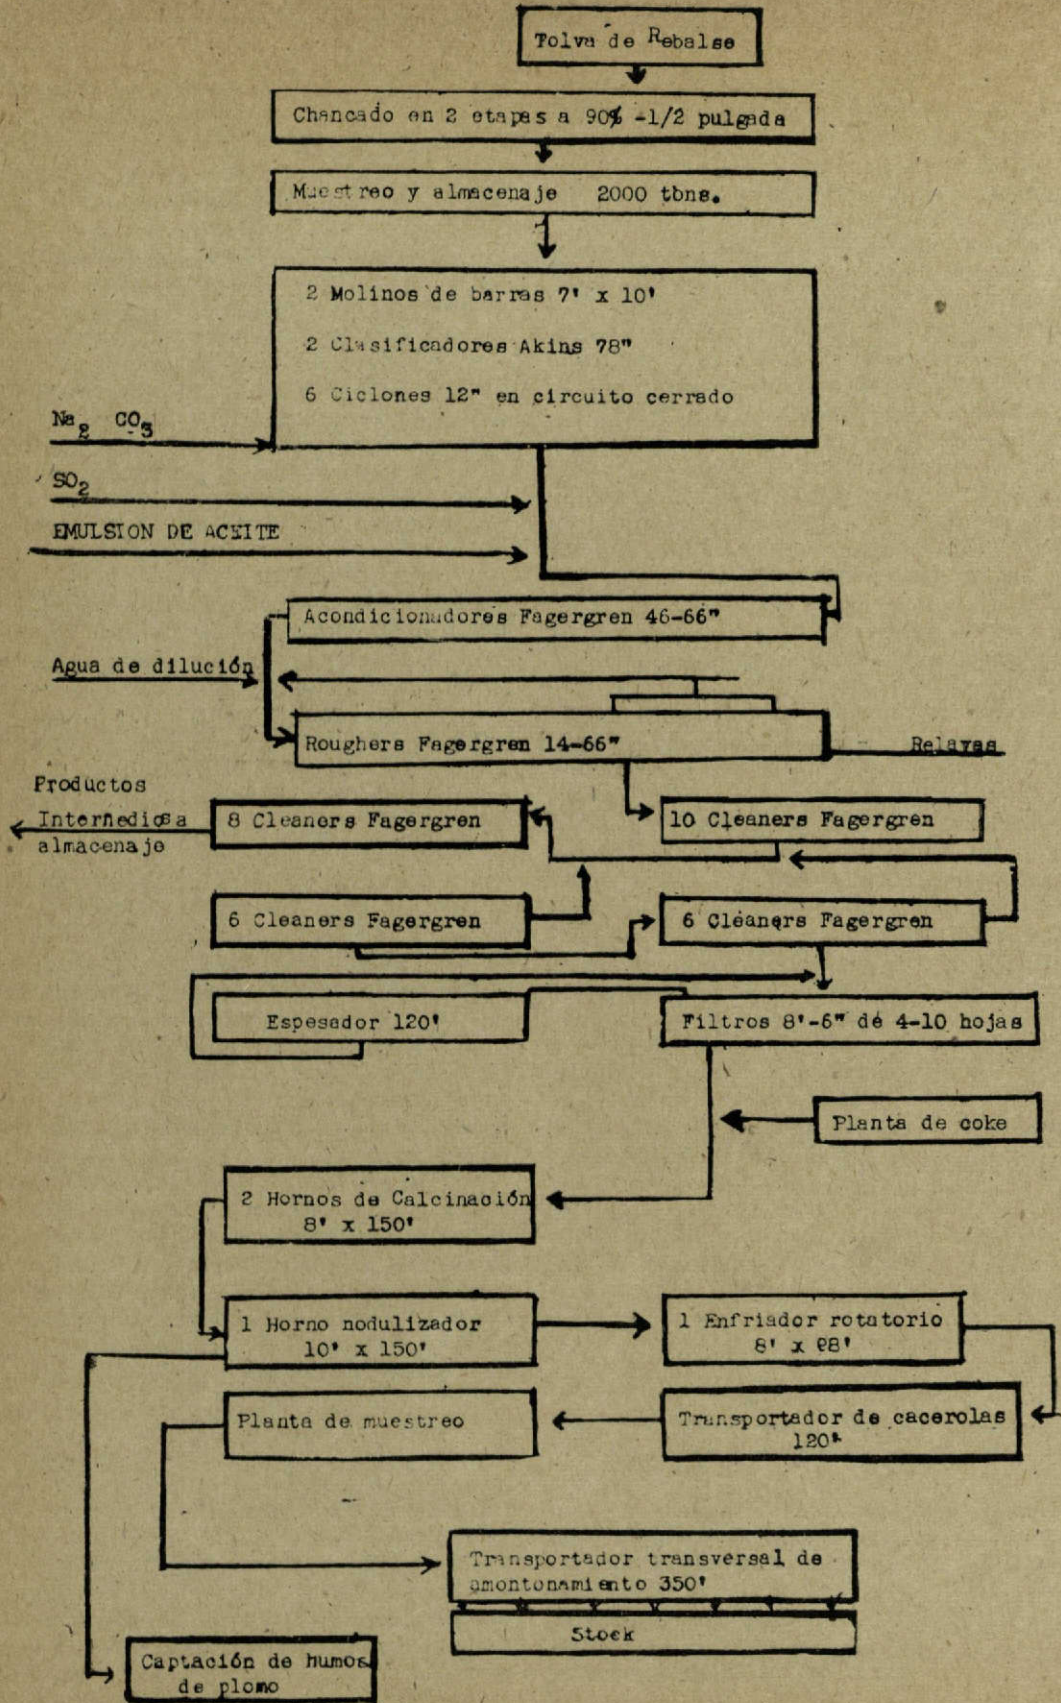 Tolva de Rebalse
Chancado en 2 etapas a 90% -1/2 pulgada
Muestreo y almacenaje 2000 tons.
2 Molinos de barras 7' x 10'
2 Clasificadores Akins 78"
6 Ciclones 12" en circuito cerrado
Na2 CO3
SO2
EMULSION DE ACEITE
Acondicionadores Fagergren 46-66"
Agua de dilución
Roughers Fagergren 14-66"
Relaves
Productos
Intermedios a
almacenaje
8 Cleaners Fagergren
10 Cleaners Fagergren
6 Cleaners Fagergren
6 Cleaners Fagergren
Espesador 120'
Filtros 8'-6" de 4-10 hojas
Planta de coke
2 Hornos de Calcinación
8' x 150'
1 Horno nodulizador
10' x 150'
1 Enfriador rotatorio
8' x 88'
Planta de muestreo
Transportador de cacerolas
120'
Transportador transversal de
amontonamiento 350'
Stock
Captación de humos
de plomo